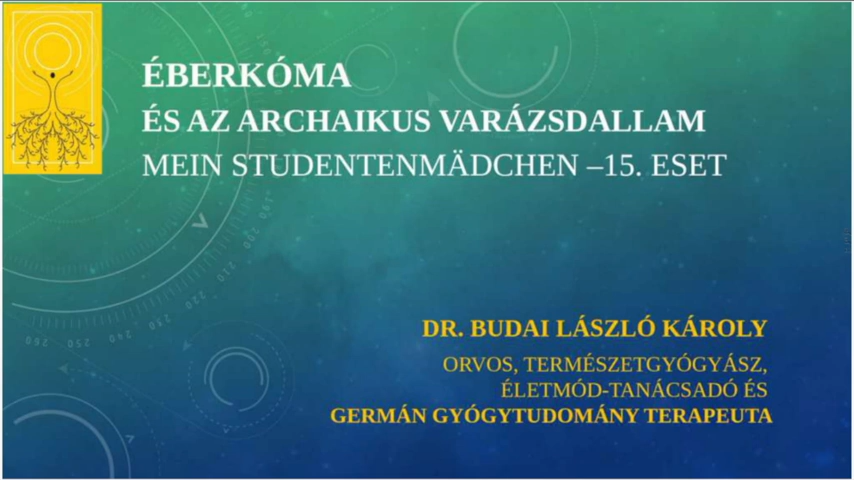 ÉBERKÓMA
ÉS AZ ARCHAIKUS VARÁZSDALLAM
MEIN STUDENTENMÄDCHEN –15. ESET
DR. BUDAI LÁSZLÓ KÁROLY
ORVOS, TERMÉSZETGYÓGYÁSZ,
ÉLETMÓD-TANÁCSADÓ ÉS
GERMÁN GYÓGYTUDOMÁNY TERAPEUTA